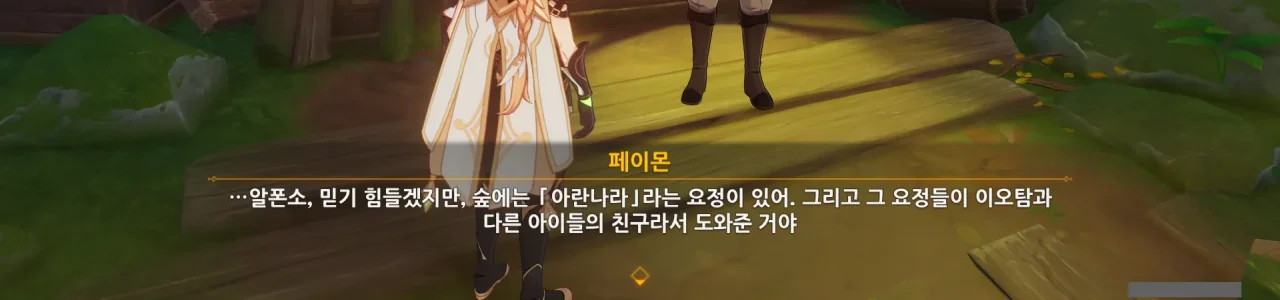 페이몬
…알폰소, 믿기 힘들겠지만, 숲에는 「아란나라」라는 요정이 있어. 그리고 그 요정들이 이오탐과
다른 아이들의 친구라서 도와준 거야